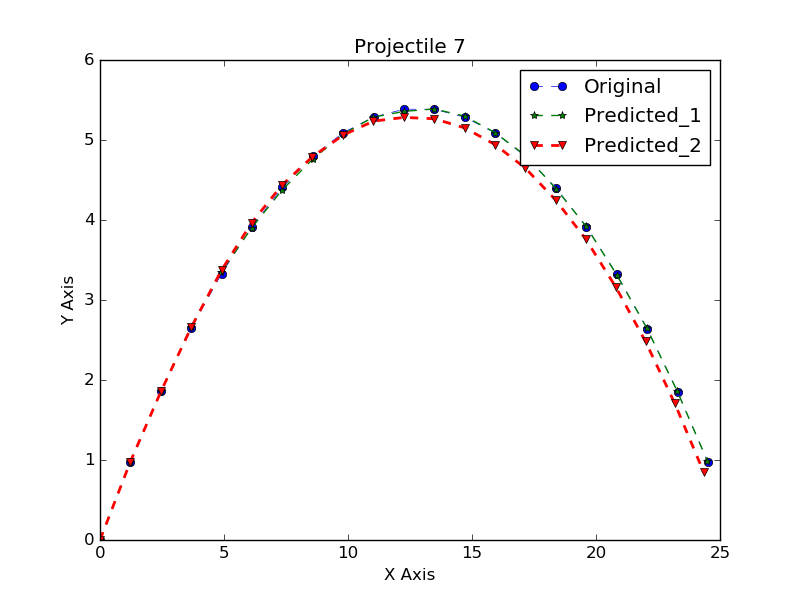 Projectile 7
Original
Predicted_1
Predicted_2
6
5
4
3
2
1
0
Y Axis
0 5 10 15 20 25
X Axis